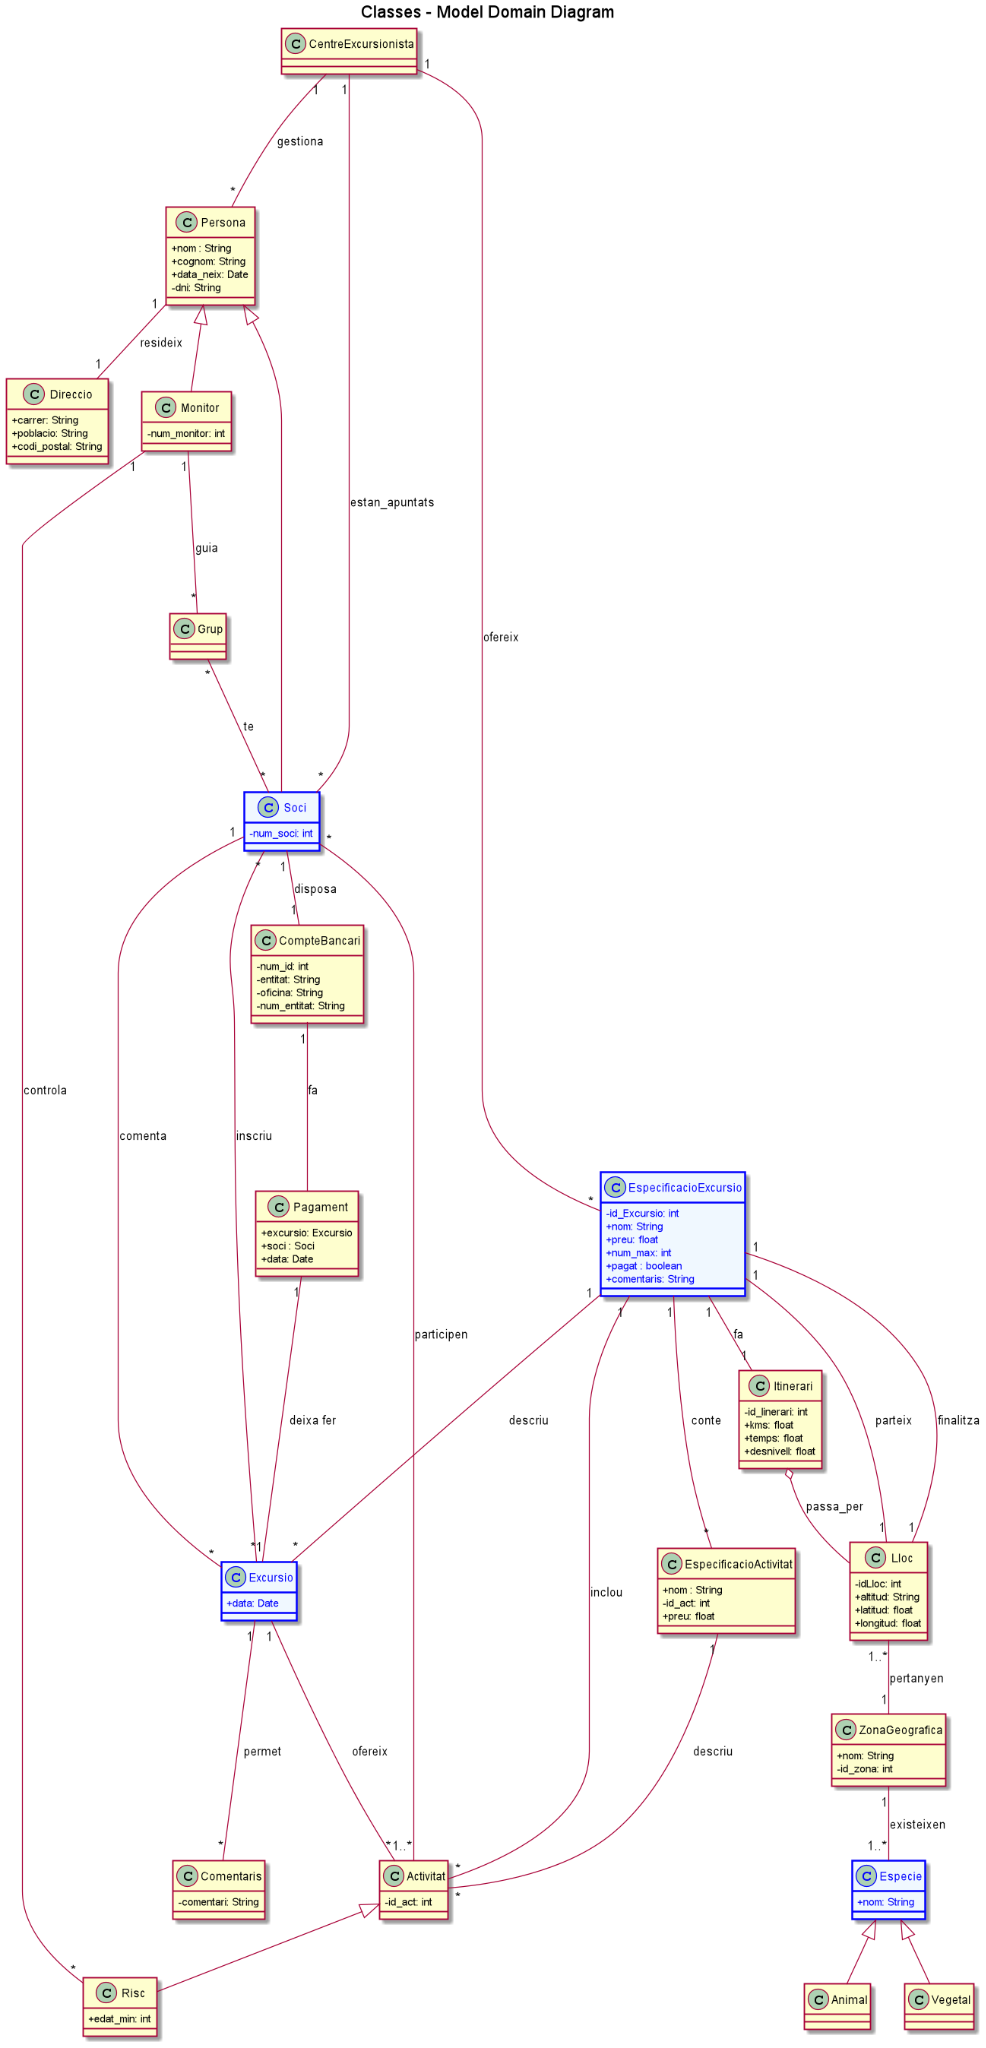 Classes - Model Domain Diagram
C CentreExcursionista
1
1
1
gestiona
*
C Persona
+nom : String
+cognom: String
+data_neix: Date
-dni: String
1
resideix
1
C Direccio
+carrer: String
+poblacio: String
+codi_postal: String
C Monitor
-num_monitor: int
1
1
estan_apuntats
guia
*
C Grup
*
ofereix
te
*
*
C Soci
-num_soci: int
1
*
1
*
disposa
1
C CompteBancari
-num_id: int
-entitat: String
-oficina: String
-num_entitat: String
1
controla
fa
comenta
inscriu
*
C EspecificacioExcursio
-id_Excursio: int
+nom: String
+preu: float
+num_max: int
+pagat : boolean
+comentaris: String
C Pagament
+excursio: Excursio
+soci : Soci
+data: Date
1
1
1
1
1
1
1
participen
fa
1
C Itinerari
-id_Iinerari: int
+kms: float
+temps: float
+desnivell: float
deixa fer
descriu
conte
parteix
finalitza
passa_per
*
*
1
*
*
1
1
C Excursio
+data: Date
C EspecificacioActivitat
+nom : String
-id_act: int
+preu: float
C Lloc
-idLloc: int
+altitud: String
+latitud: float
+longitud: float
inclou
1
1
1
1..*
pertanyen
1
C ZonaGeografica
+nom: String
-id_zona: int
permet
ofereix
descriu
1
existeixen
1..*
*
*
1..*
*
*
C Comentaris
-comentari: String
C Activitat
-id_act: int
C Especie
+nom: String
*
C Risc
+edat_min: int
C Animal
C Vegetal